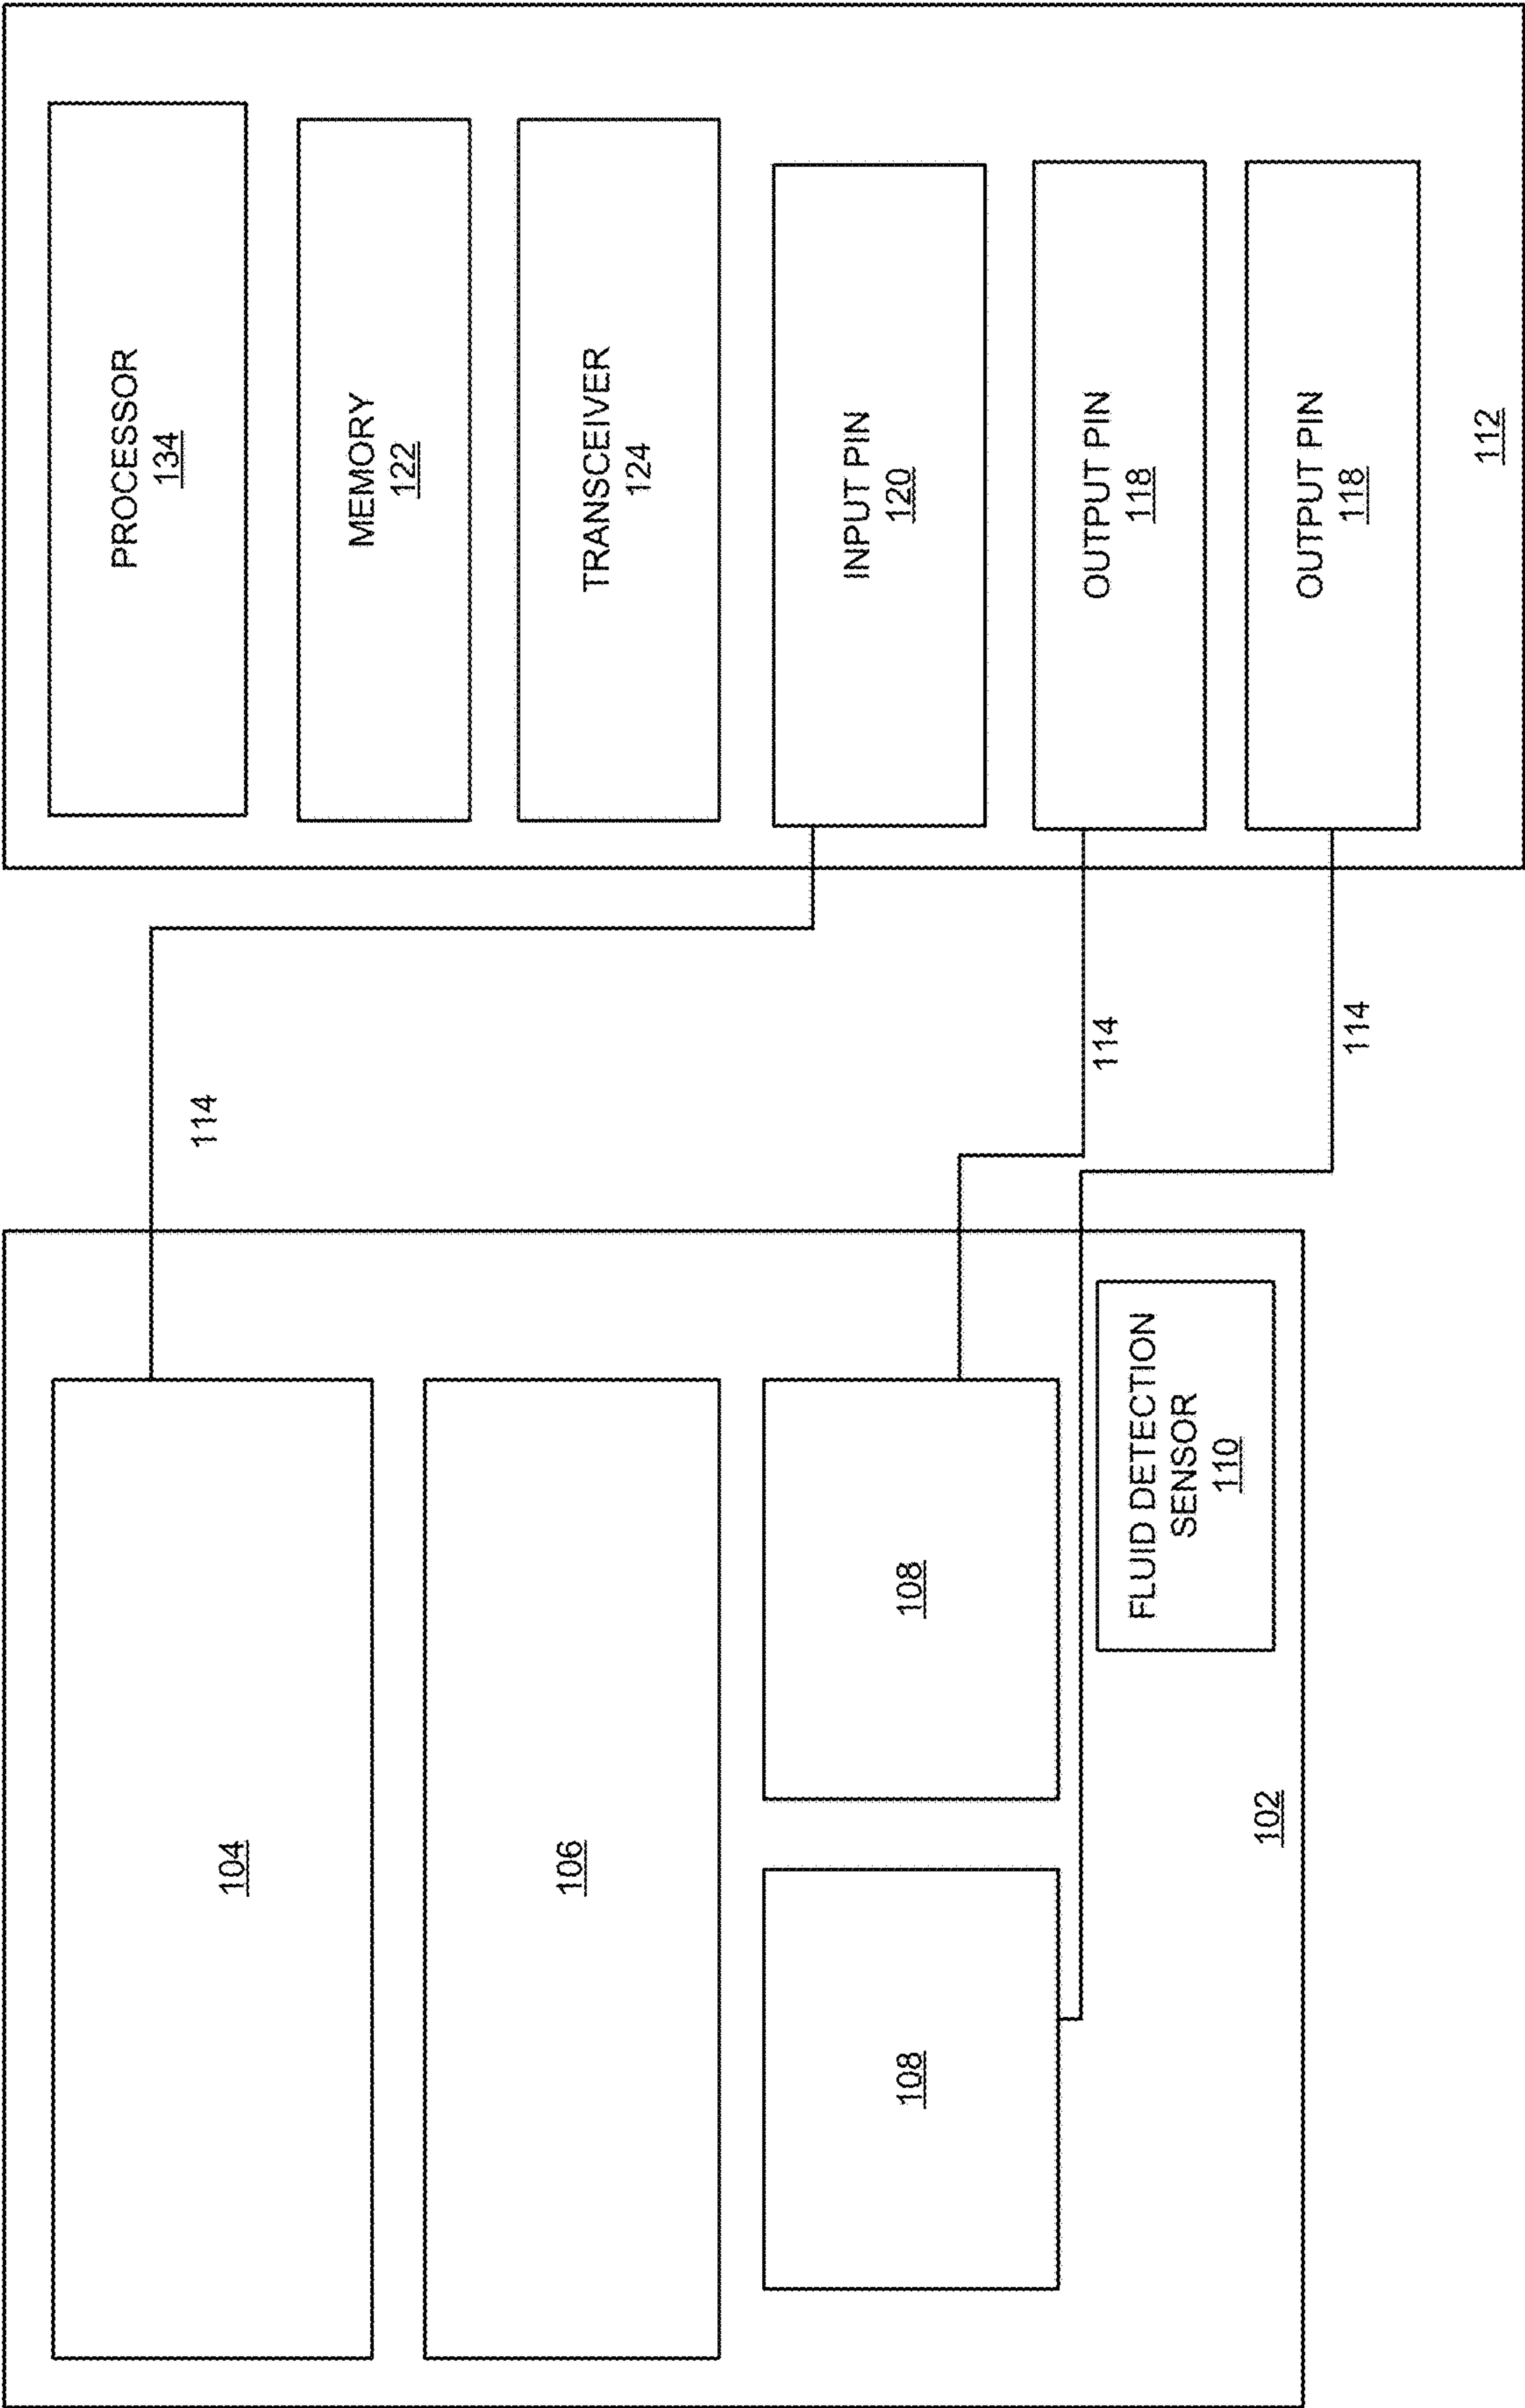 104
106
108
108
FLUID DETECTION
SENSOR
110
102
114
114
114
PROCESSOR
134
MEMORY
122
TRANSCEIVER
124
INPUT PIN
120
OUTPUT PIN
118
OUTPUT PIN
118
112